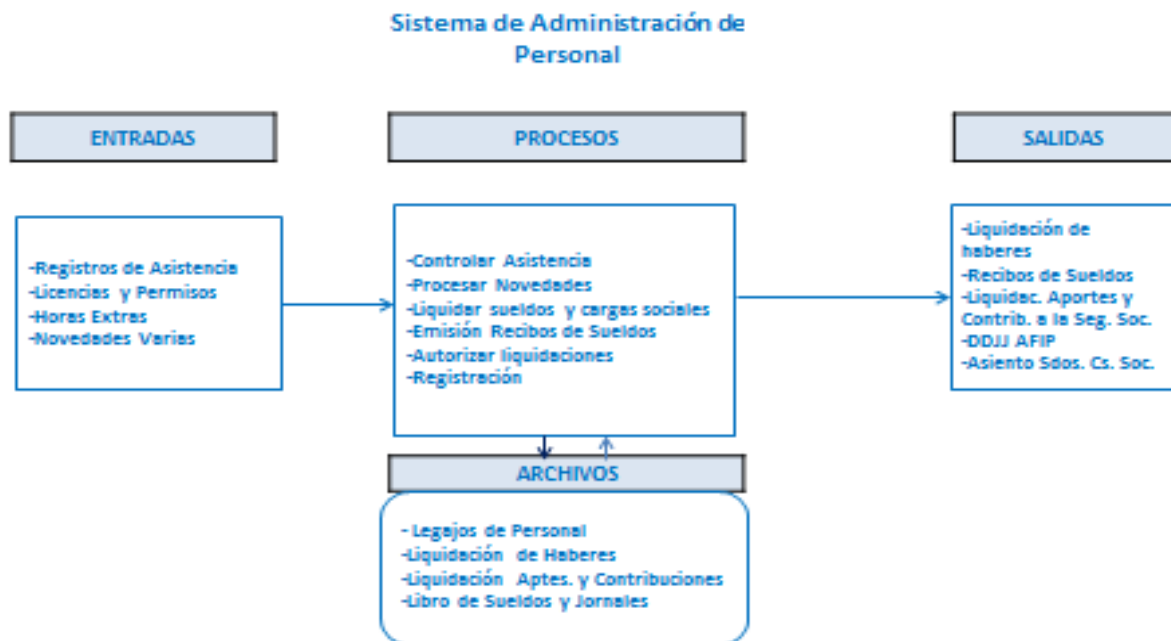 Sistema de Administración de
Personal
ENTRADAS
PROCESOS
SALIDAS
-Registros de Asistencia
-Licencias y Permisos
-Horas Extras
-Novedades Varias
-Controlar Asistencia
-Procesar Novedades
-Liquidar sueldos y cargas sociales
-Emisión Recibos de Sueldos
-Autorizar liquidaciones
-Registración
-Liquidación de
haberes
-Recibos de Sueldos
-Liquidac. Aportes y
Contrib. a la Seg. Soc.
-DDJJ AFIP
-Asiento Sdos. Cs. Soc.
ARCHIVOS
- Legajos de Personal
-Liquidación de Haberes
-Liquidación Aptes. y Contribuciones
-Libro de Sueldos y Jornales